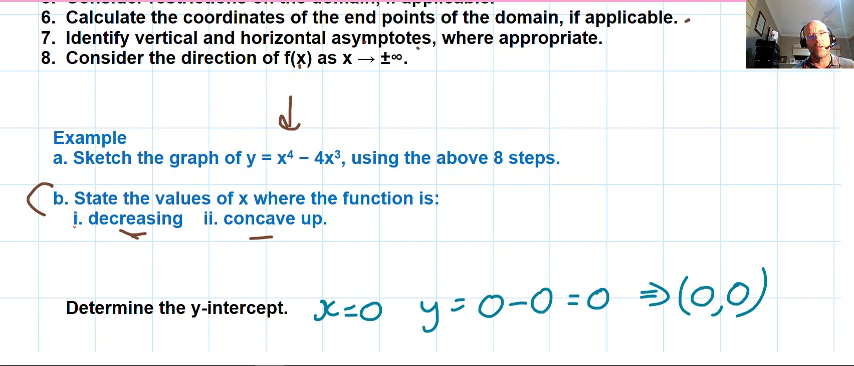 6. Calculate the coordinates of the end points of the domain, if applicable.
7. Identify vertical and horizontal asymptotes, where appropriate.
8. Consider the direction of f(x) as x → ±∞.
Example
a. Sketch the graph of y = x⁴ – 4x³, using the above 8 steps.
b. State the values of x where the function is:
i. decreasing ii. concave up.
Determine the y-intercept. x=0 y = 0-0=0 ⇒(0,0)